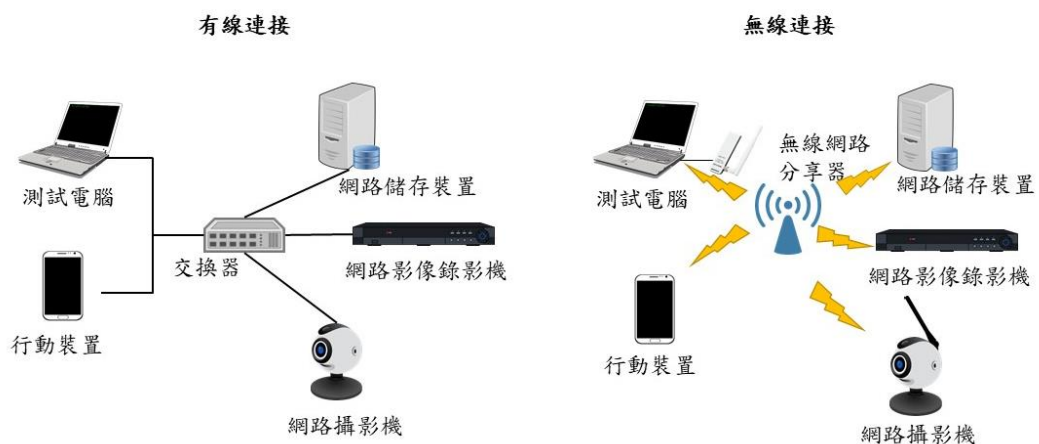 有線連接
測試電腦
網路儲存裝置
交換器
網路影像錄影機
行動裝置
網路攝影機
無線連接
測試電腦
無線網路
分享器
網路儲存裝置
網路影像錄影機
行動裝置
網路攝影機